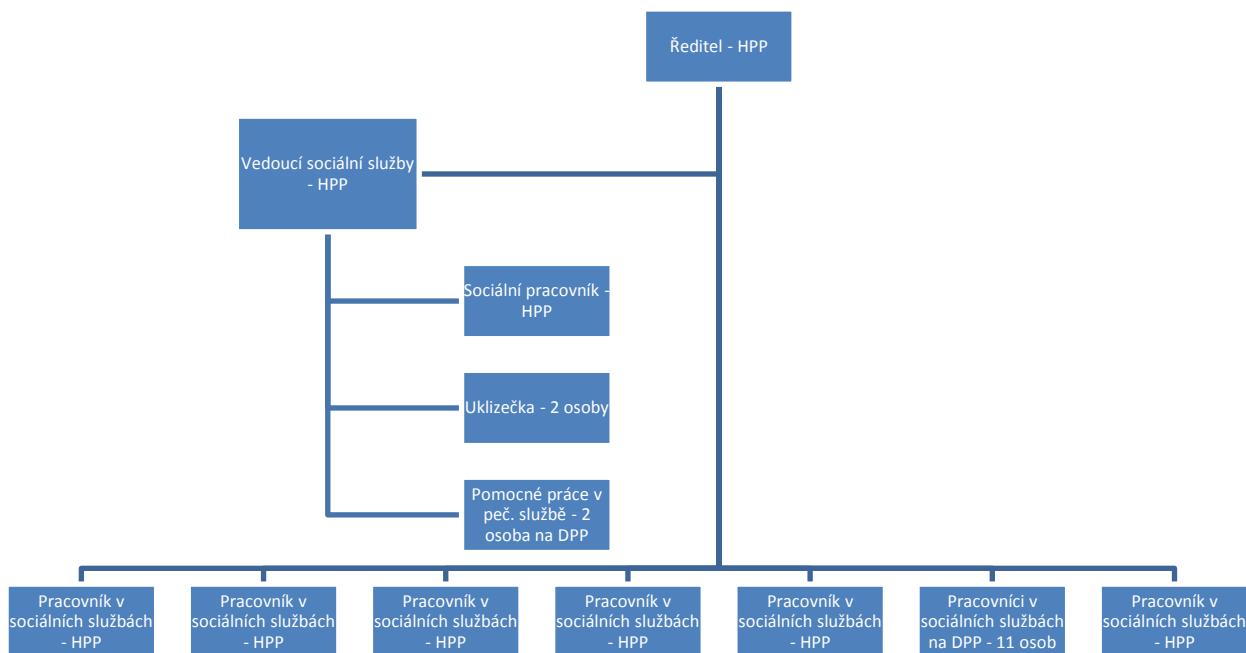 Ředitel - HPP
Vedoucí sociální služby
- HPP
Sociální pracovník -
HPP
Uklizečka - 2 osoby
Pomocné práce v
peč. službě - 2
osoba na DPP
Pracovník v
sociálních službách
- HPP
Pracovník v
sociálních službách
- HPP
Pracovník v
sociálních službách
- HPP
Pracovník v
sociálních službách
- HPP
Pracovník v
sociálních službách
- HPP
Pracovníci v
sociálních službách
na DPP - 11 osob
Pracovník v
sociálních službách
- HPP